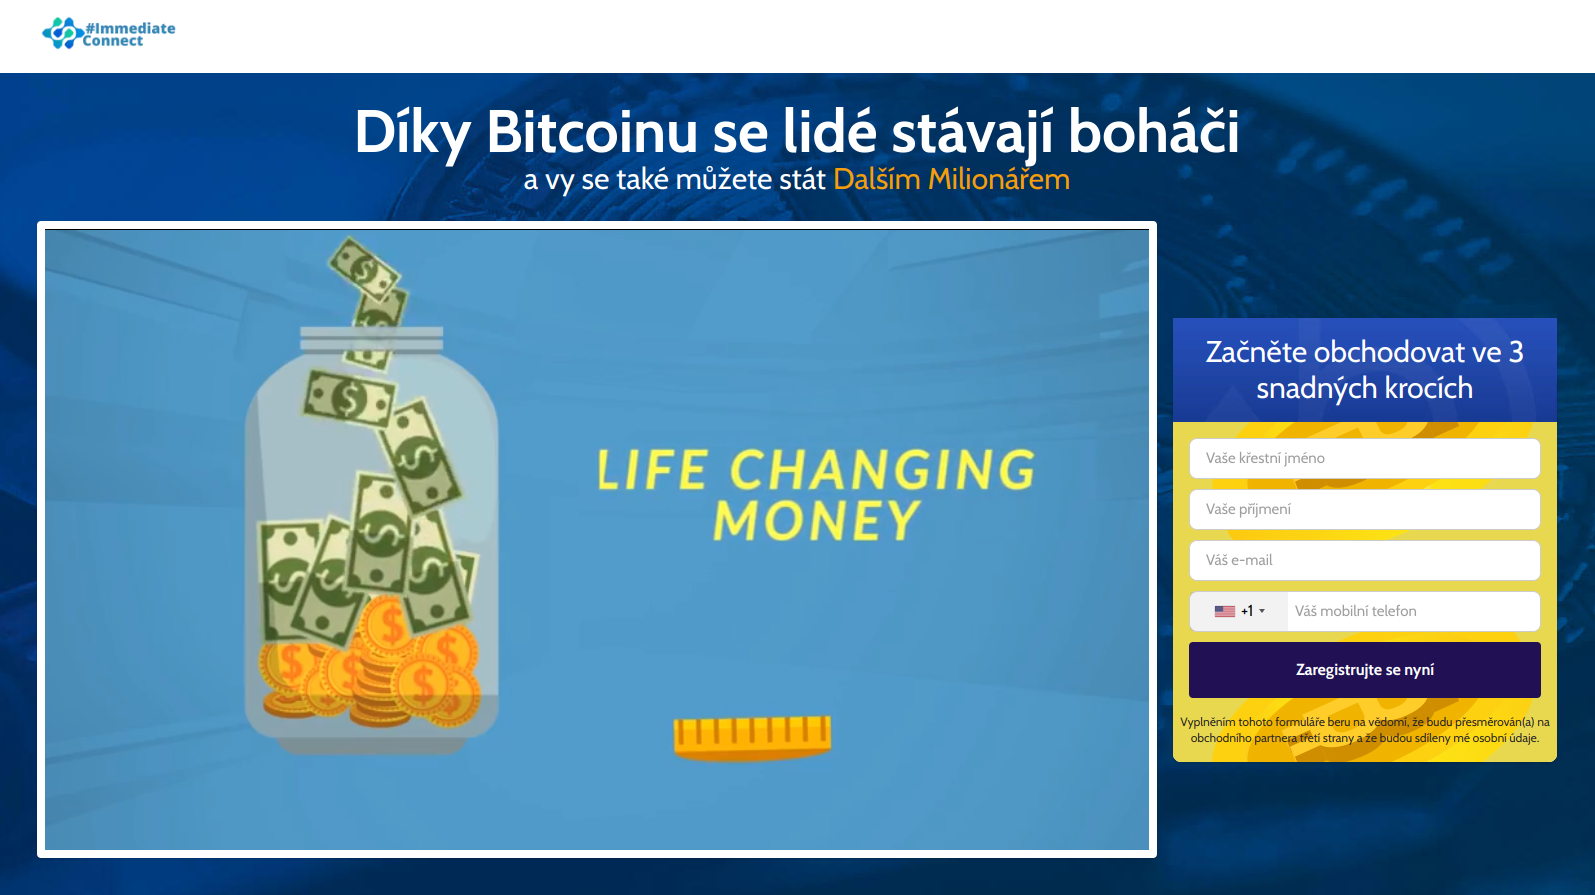 #Immediate
Connect
Díky Bitcoinu se lidé stávají boháči
a vy se také můžete stát Dalším Milionářem
LIFE CHANGING
MONEY
Začněte obchodovat ve 3
snadných krocích
Vaše křestní jméno
Vaše příjmení
Váš e-mail
+1 Váš mobilní telefon
Zaregistrujte se nyní
Vyplněním tohoto formuláře beru na vědomí, že budu přesměrován(a) na
obchodního partnera třetí strany a že budou sdíleny mé osobní údaje.